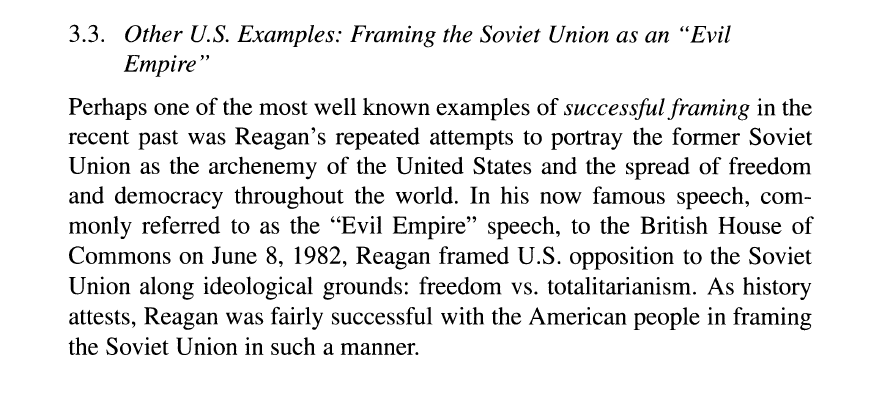 3.3. Other U.S. Examples: Framing the Soviet Union as an “Evil
Empire”
Perhaps one of the most well known examples of successful framing in the
recent past was Reagan’s repeated attempts to portray the former Soviet
Union as the archenemy of the United States and the spread of freedom
and democracy throughout the world. In his now famous speech, com-
monly referred to as the “Evil Empire” speech, to the British House of
Commons on June 8, 1982, Reagan framed U.S. opposition to the Soviet
Union along ideological grounds: freedom vs. totalitarianism. As history
attests, Reagan was fairly successful with the American people in framing
the Soviet Union in such a manner.